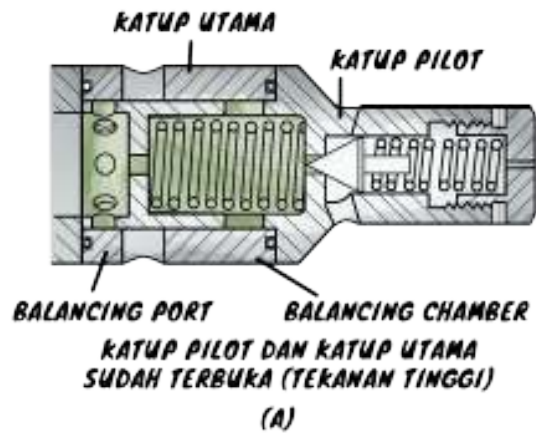 KATUP UTAMA
KATUP PILOT
BALANCING PORT
BALANCING CHAMBER
KATUP PILOT DAN KATUP UTAMA
SUDAH TERBUKA (TEKANAN TINGGI)
(A)